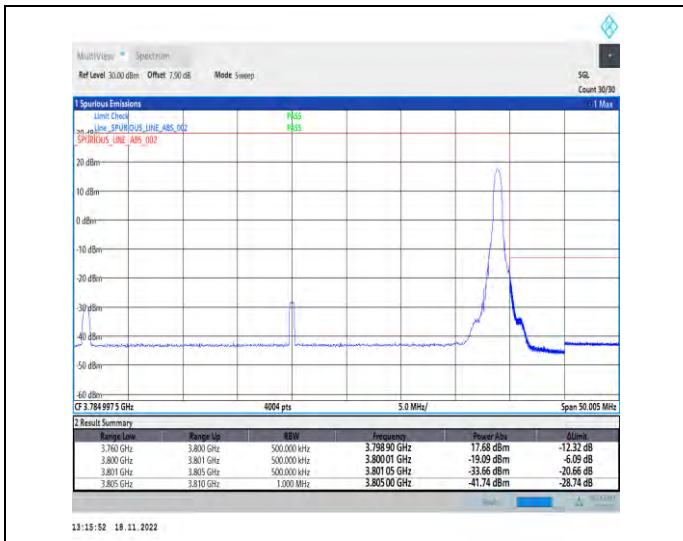 MultiView Spectrum
Ref Level 30.00 dBm Offset 7.90 dB Mode Sweep SGL
Count 30/30
1 Spurious Emissions 1 Max
Limit Check PASS
Line _SPURIOUS_LINE_ABS_002 PASS
_SPURIOUS_LINE_ABS_002
20 dBm
10 dBm
0 dBm
-10 dBm
-20 dBm
-30 dBm
-40 dBm
-50 dBm
-60 dBm
CF 3.784 997 5 GHz 4004 pts 5.0 MHz/ Span 50.005 MHz
2 Result Summary
Range Low Range Up RBW Frequency Power Abs ΔLimit
3.760 GHz 3.800 GHz 500.000 kHz 3.798 90 GHz 17.68 dBm -12.32 dB
3.800 GHz 3.801 GHz 500.000 kHz 3.800 01 GHz -19.09 dBm -6.09 dB
3.801 GHz 3.805 GHz 500.000 kHz 3.801 05 GHz -33.66 dBm -20.66 dB
3.805 GHz 3.810 GHz 1.000 MHz 3.805 00 GHz -41.74 dBm -28.74 dB
13:15:52 18.11.2022